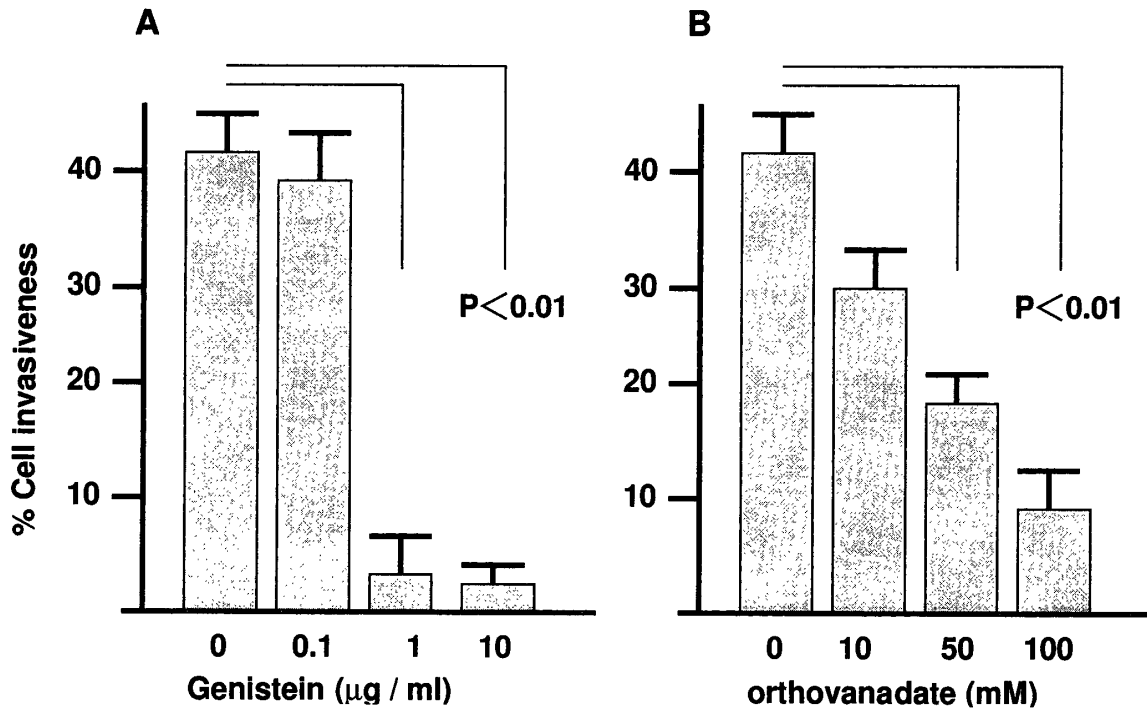 A
% Cell invasiveness
40
30
20
10
P<0.01
0 0.1 1 10
Genistein (µg / ml)
B
40
30
20
10
P<0.01
0 10 50 100
orthovanadate (mM)